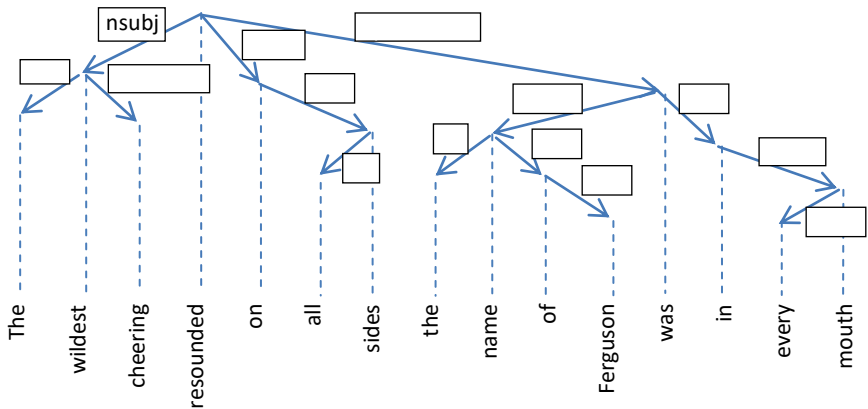 nsubj
The
wildest
cheering
resounded
on
all
sides
the
name
of
Ferguson
was
in
every
mouth